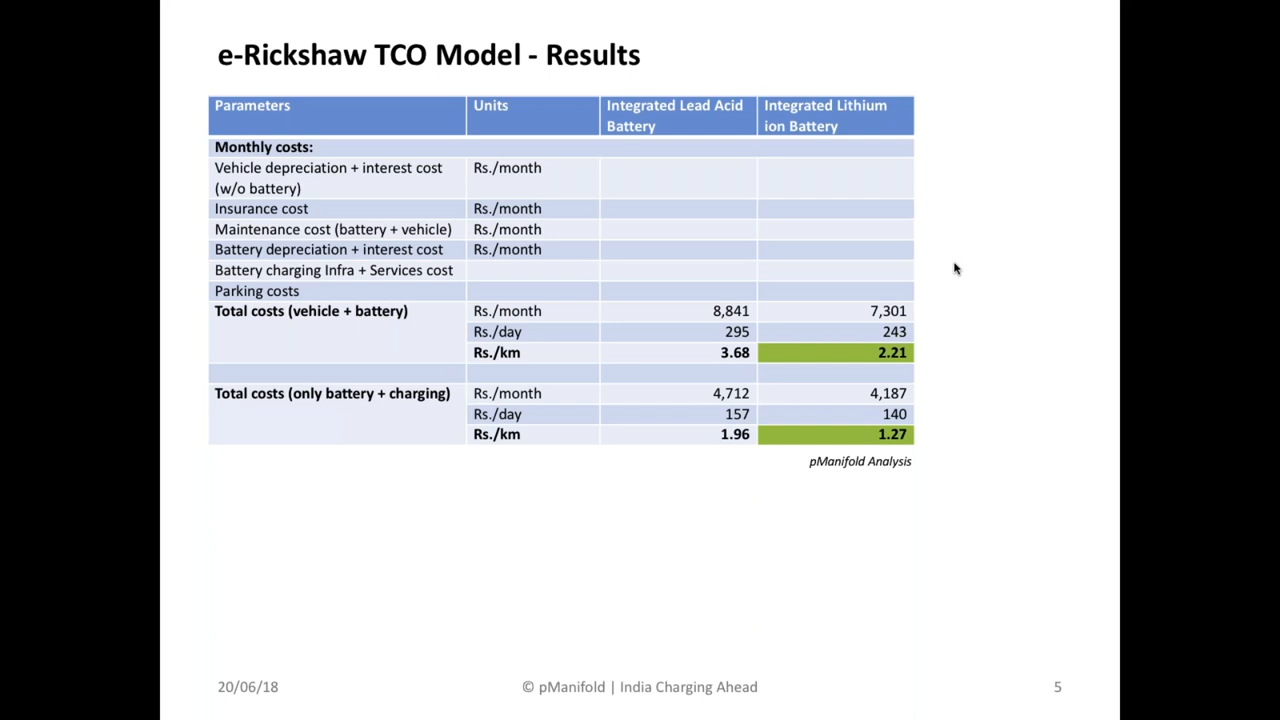 e-Rickshaw TCO Model - Results
Parameters Units Integrated Lead Acid Battery Integrated Lithium ion Battery
Monthly costs:
Vehicle depreciation + interest cost (w/o battery) Rs./month
Insurance cost Rs./month
Maintenance cost (battery + vehicle) Rs./month
Battery depreciation + interest cost Rs./month
Battery charging Infra + Services cost
Parking costs
Total costs (vehicle + battery) Rs./month 8,841 7,301
Rs./day 295 243
Rs./km 3.68 2.21
Total costs (only battery + charging) Rs./month 4,712 4,187
Rs./day 157 140
Rs./km 1.96 1.27
pManifold Analysis
20/06/18 © pManifold | India Charging Ahead 5